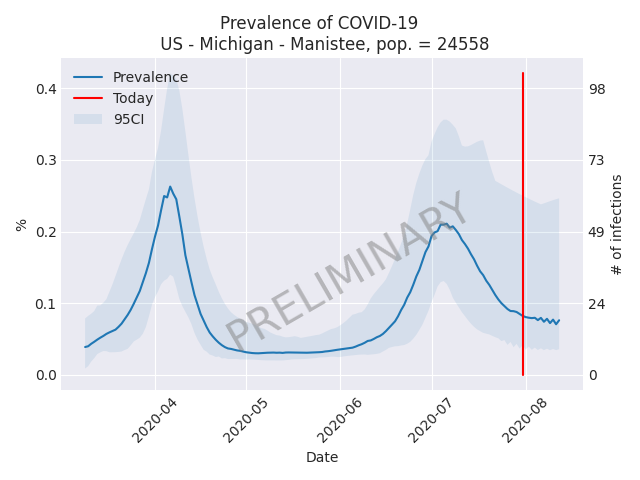 Prevalence of COVID-19
US - Michigan - Manistee, pop. = 24558
Prevalence
Today
95CI
0.4
0.3
0.2
0.1
0.0
%
98
73
49
24
0
# of infections
PRELIMINARY
2020-04
2020-05
2020-06
2020-07
2020-08
Date